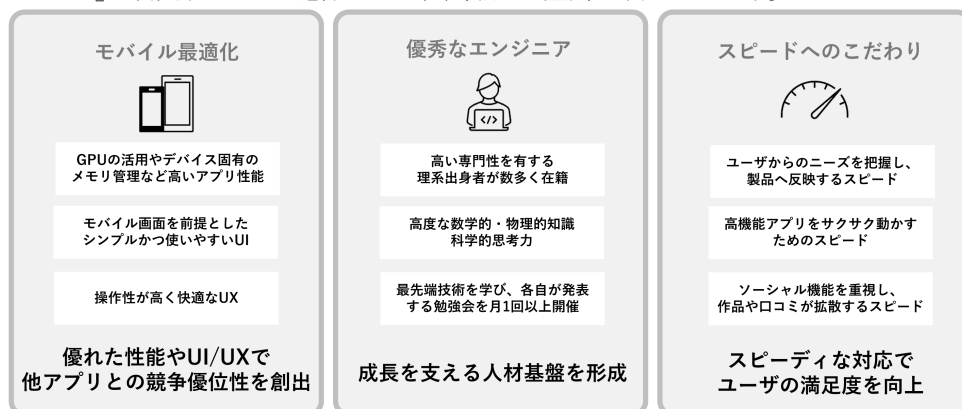 モバイル最適化
GPUの活用やデバイス固有の
メモリ管理など高いアプリ性能
モバイル画面を前提とした
シンプルかつ使いやすいUI
操作性が高く快適なUX
優れた性能やUI/UXで
他アプリとの競争優位性を創出
優秀なエンジニア
</>
高い専門性を有する
理系出身者が数多く在籍
高度な数学的・物理的知識
科学的思考力
最先端技術を学び、各自が発表
する勉強会を月1回以上開催
成長を支える人材基盤を形成
スピードへのこだわり
ユーザからのニーズを把握し、
製品へ反映するスピード
高機能アプリをサクサク動かす
ためのスピード
ソーシャル機能を重視し、
作品や口コミが拡散するスピード
スピーディな対応で
ユーザの満足度を向上